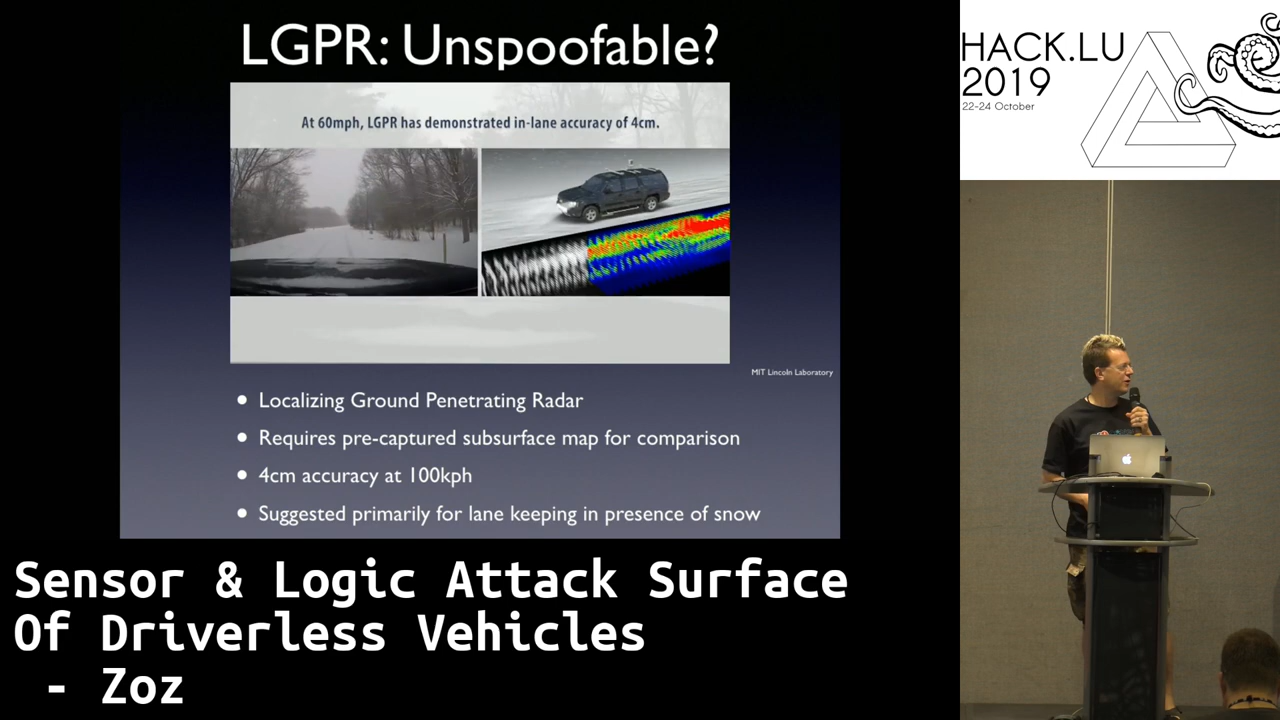 LGPR: Unspoofable?
At 60mph, LGPR has demonstrated in-lane accuracy of 4cm.
MIT Lincoln Laboratory
• Localizing Ground Penetrating Radar
• Requires pre-captured subsurface map for comparison
• 4cm accuracy at 100kph
• Suggested primarily for lane keeping in presence of snow
HACK.LU
2019
22-24 October
Sensor & Logic Attack Surface
Of Driverless Vehicles
- Zoz